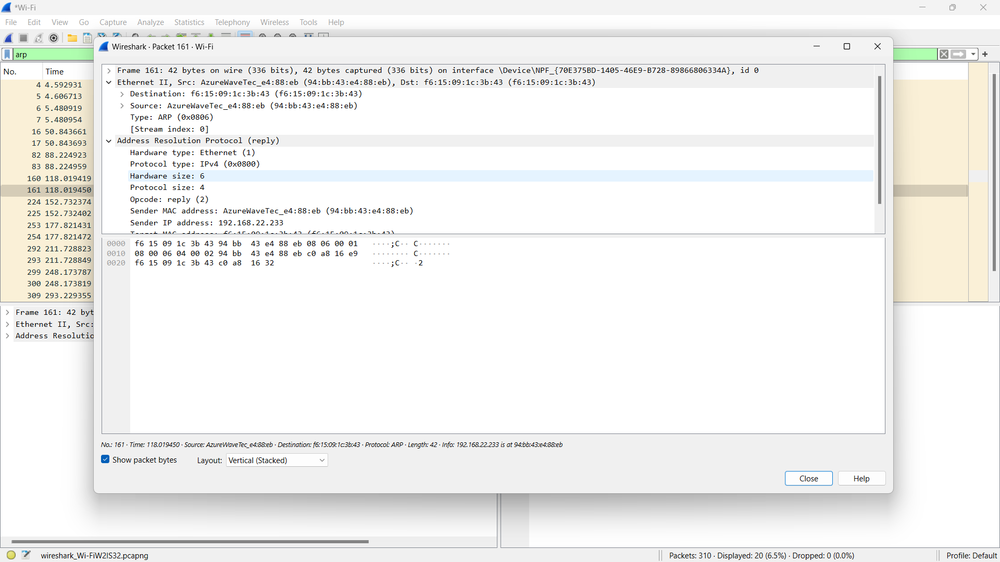 *Wi-Fi
File Edit View Go Capture Analyze Statistics Telephony Wireless Tools Help
arp
No. Time
4 4.592931
5 4.606713
6 5.480919
7 5.480954
16 50.843661
17 50.843693
82 88.224923
83 88.224959
160 118.019419
161 118.019450
224 152.732374
225 152.732402
253 177.821431
254 177.821472
292 211.728823
293 211.728849
299 248.173787
300 248.173819
309 293.229355
Frame 161: 42 byt
Ethernet II, Src:
Address Resolutio
Wireshark · Packet 161 · Wi-Fi
Frame 161: 42 bytes on wire (336 bits), 42 bytes captured (336 bits) on interface \Device\NPF_{70E375BD-1405-46E9-B728-89866806334A}, id 0
Ethernet II, Src: AzureWaveTec_e4:88:eb (94:bb:43:e4:88:eb), Dst: f6:15:09:1c:3b:43 (f6:15:09:1c:3b:43)
Destination: f6:15:09:1c:3b:43 (f6:15:09:1c:3b:43)
Source: AzureWaveTec_e4:88:eb (94:bb:43:e4:88:eb)
Type: ARP (0x0806)
[Stream index: 0]
Address Resolution Protocol (reply)
Hardware type: Ethernet (1)
Protocol type: IPv4 (0x0800)
Hardware size: 6
Protocol size: 4
Opcode: reply (2)
Sender MAC address: AzureWaveTec_e4:88:eb (94:bb:43:e4:88:eb)
Sender IP address: 192.168.22.233
Target MAC address: f6:15:09:1c:3b:43 (f6:15:09:1c:3b:43)
0000 f6 15 09 1c 3b 43 94 bb 43 e4 88 eb 08 06 00 01 ····;C·· C·······
0010 08 00 06 04 00 02 94 bb 43 e4 88 eb c0 a8 16 e9 ········ C·······
0020 f6 15 09 1c 3b 43 c0 a8 16 32 ····;C·· ·2
No.: 161 · Time: 118.019450 · Source: AzureWaveTec_e4:88:eb · Destination: f6:15:09:1c:3b:43 · Protocol: ARP · Length: 42 · Info: 192.168.22.233 is at 94:bb:43:e4:88:eb
Show packet bytes Layout: Vertical (Stacked)
Close Help
wireshark_Wi-FiW2IS32.pcapng Packets: 310 · Displayed: 20 (6.5%) · Dropped: 0 (0.0%) Profile: Default